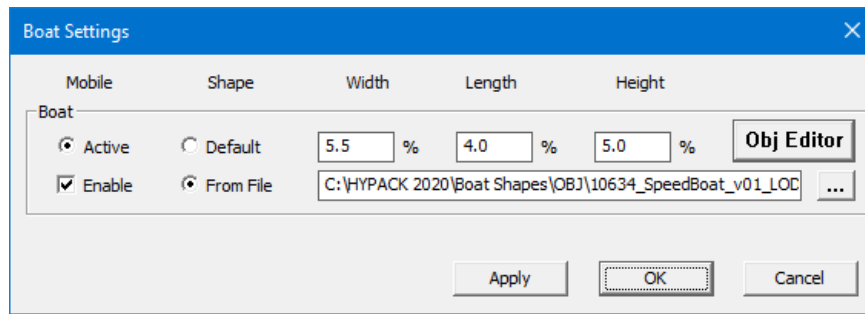 Boat Settings
Mobile Shape Width Length Height
Boat
Active Default 5.5 % 4.0 % 5.0 % Obj Editor
Enable From File C:\HYPACK 2020\Boat Shapes\OBJ\10634_SpeedBoat_v01_LOD ...
Apply OK Cancel